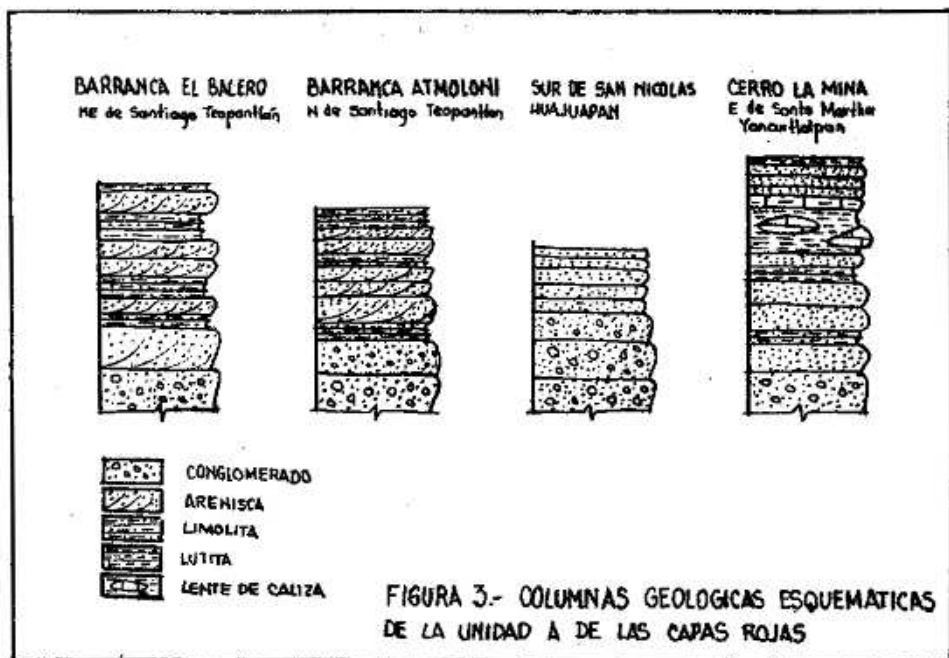 BARRANCA EL BALERO
NE de Santiago Teopantlán
BARRANCA ATMOLONI
N de Santiago Teopantlan
SUR DE SAN NICOLAS
HUAJUAPAN
CERRO LA MINA
E de Santa Martha
Yancuitlalpan
CONGLOMERADO
ARENISCA
LIMOLITA
LUTITA
LENTE DE CALIZA
FIGURA 3.- COLUMNAS GEOLOGICAS ESQUEMATICAS
DE LA UNIDAD A DE LAS CAPAS ROJAS